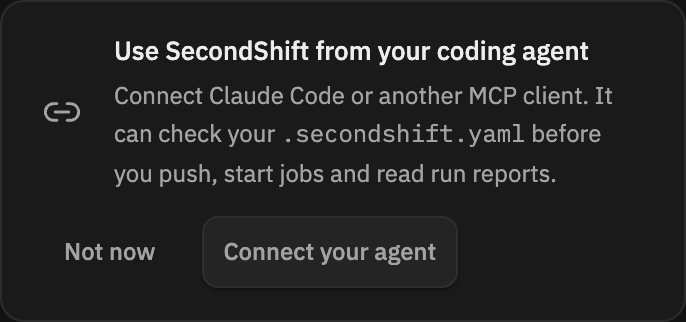 Use SecondShift from your coding agent
Connect Claude Code or another MCP client. It
can check your .secondshift.yaml before
you push, start jobs and read run reports.
Not now
Connect your agent